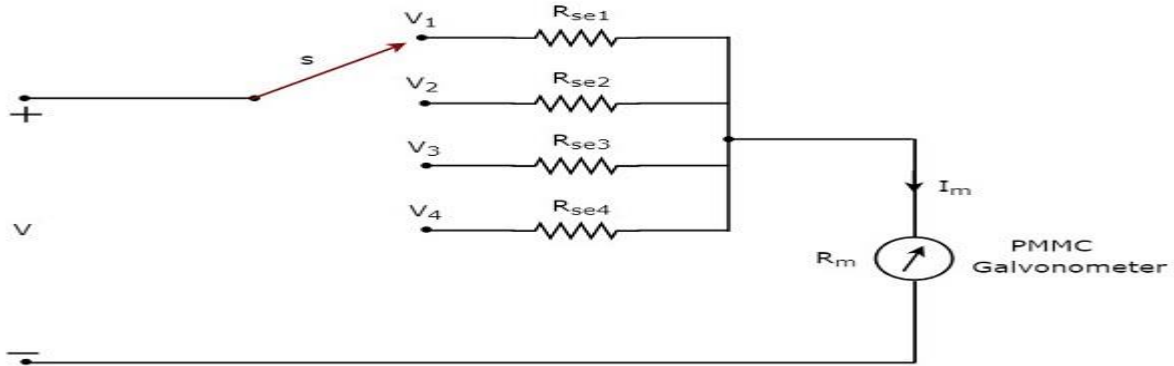 V1
Rse1
s
V2
Rse2
+
V3
Rse3
Im
V4
Rse4
V
Rm
PMMC
Galvonometer
−